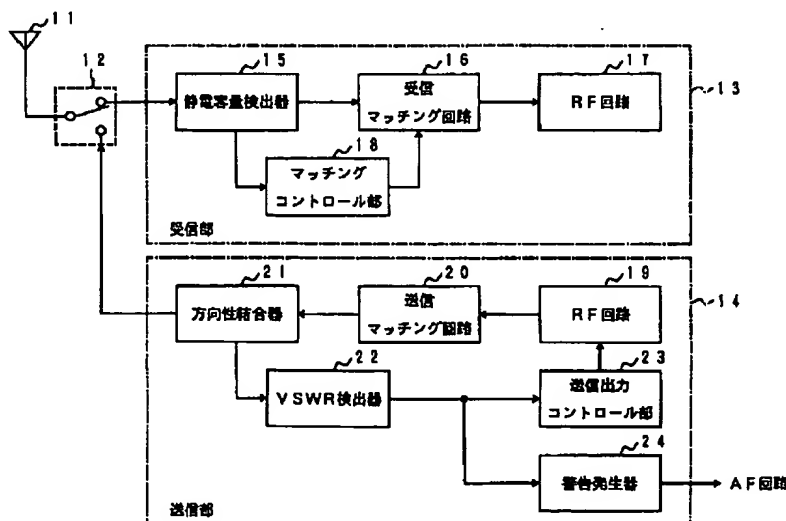 11
12
15
静電容量検出器
16
受信
マッチング回路
17
RF回路
13
18
マッチング
コントロール部
受信部
21
方向性結合器
20
送信
マッチング回路
19
RF回路
14
22
VSWR検出器
23
送信出力
コントロール部
24
警告発生器
AF回路
送信部